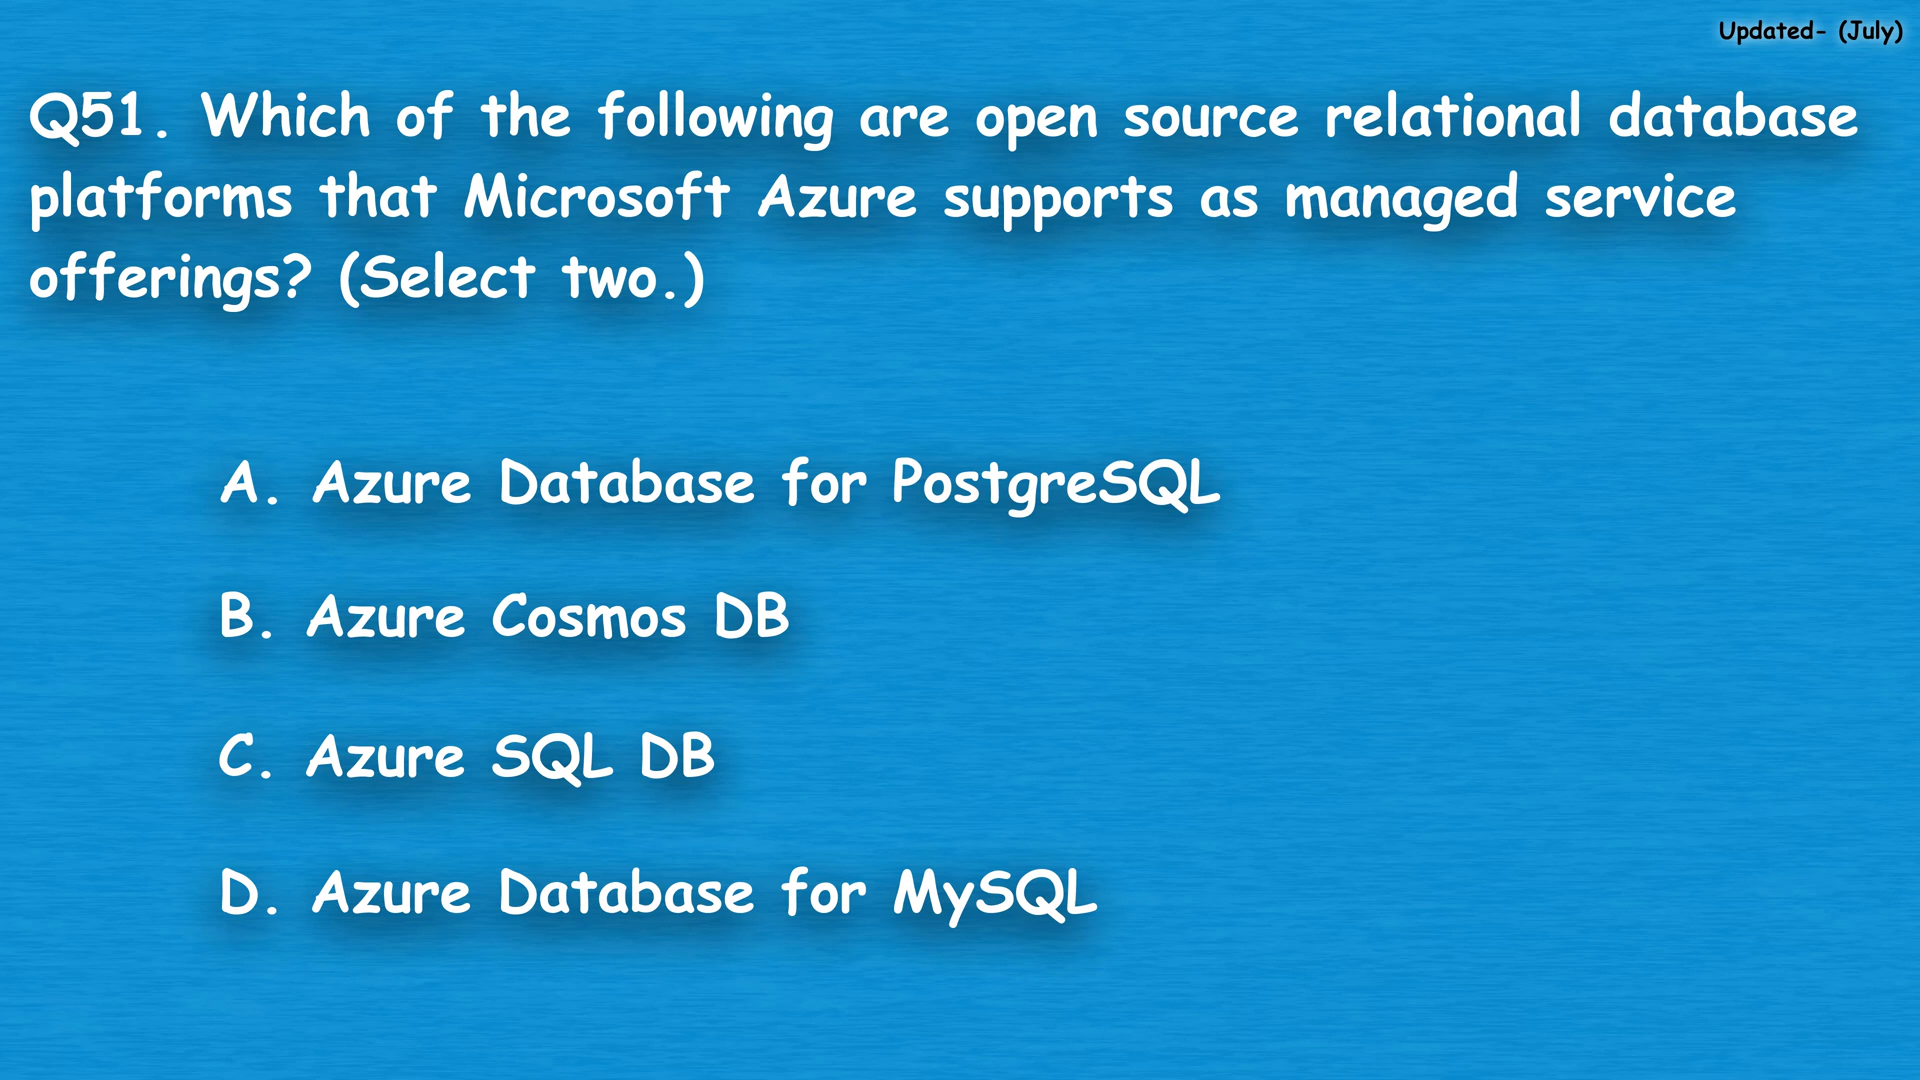 Updated- (July)
Q51. Which of the following are open source relational database
platforms that Microsoft Azure supports as managed service
offerings? (Select two.)
A. Azure Database for PostgreSQL
B. Azure Cosmos DB
C. Azure SQL DB
D. Azure Database for MySQL